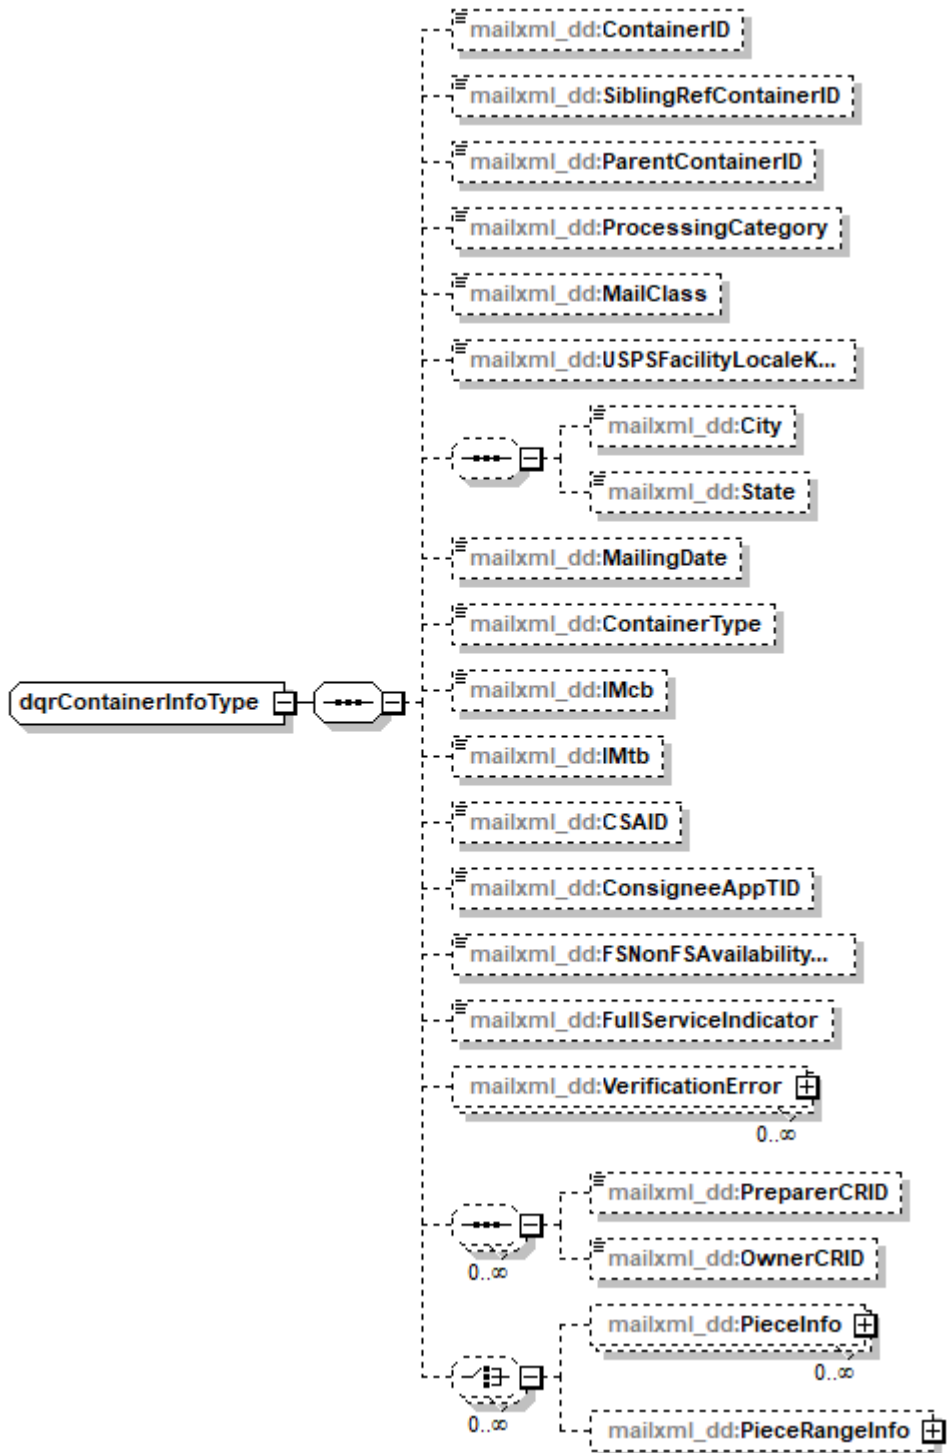 mailxml_dd:ContainerID
mailxml_dd:SiblingRefContainerID
mailxml_dd:ParentContainerID
mailxml_dd:ProcessingCategory
mailxml_dd:MailClass
mailxml_dd:USPSFacilityLocaleK...
mailxml_dd:City
mailxml_dd:State
mailxml_dd:MailingDate
mailxml_dd:ContainerType
dqrContainerInfoType
mailxml_dd:IMcb
mailxml_dd:IMtb
mailxml_dd:CSAID
mailxml_dd:ConsigneeAppTID
mailxml_dd:FSNonFSAvailability...
mailxml_dd:FullServiceIndicator
mailxml_dd:VerificationError
0..∞
mailxml_dd:PreparerCRID
mailxml_dd:OwnerCRID
0..∞
mailxml_dd:PieceInfo
0..∞
0..∞
mailxml_dd:PieceRangeInfo